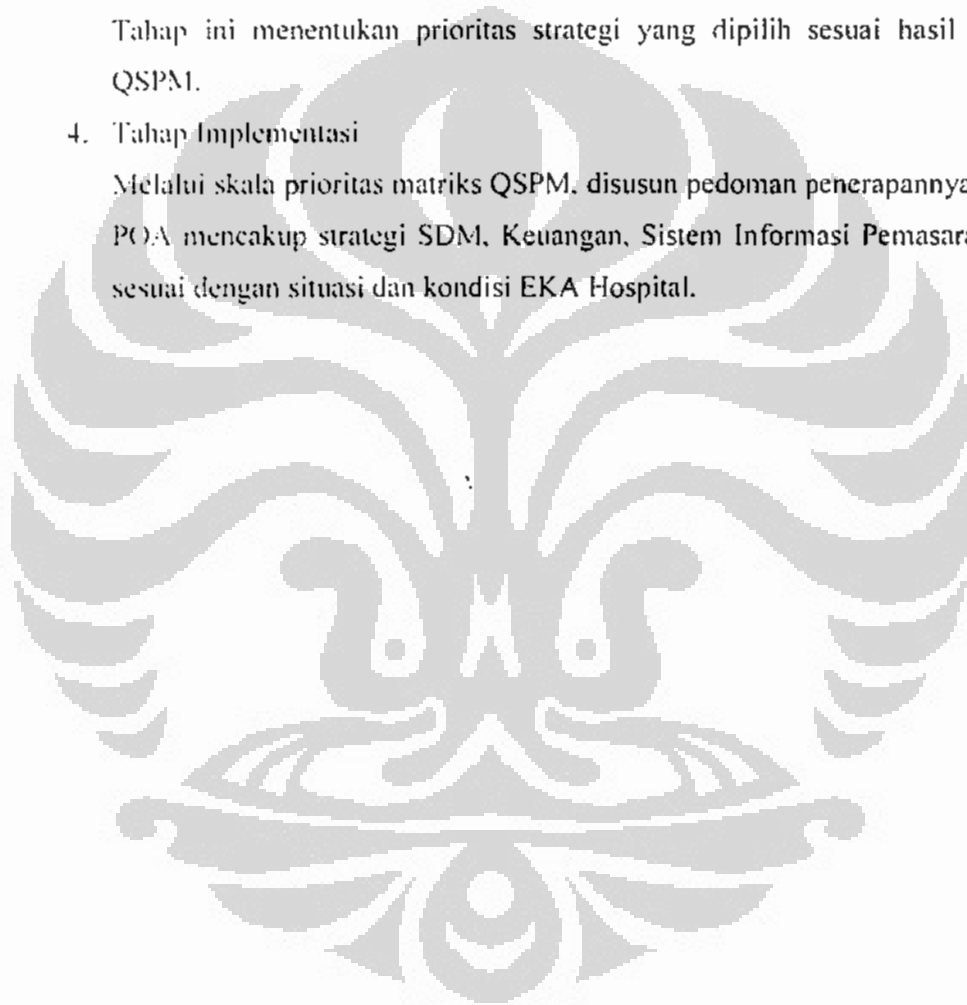 Tahap ini menentukan prioritas strategi yang dipilih sesuai hasil
QSPM.
4. Tahap Implementasi
Melalui skala prioritas matriks QSPM, disusun pedoman penerapannya
POA mencakup strategi SDM, Keuangan, Sistem Informasi Pemasara
sesuai dengan situasi dan kondisi EKA Hospital.